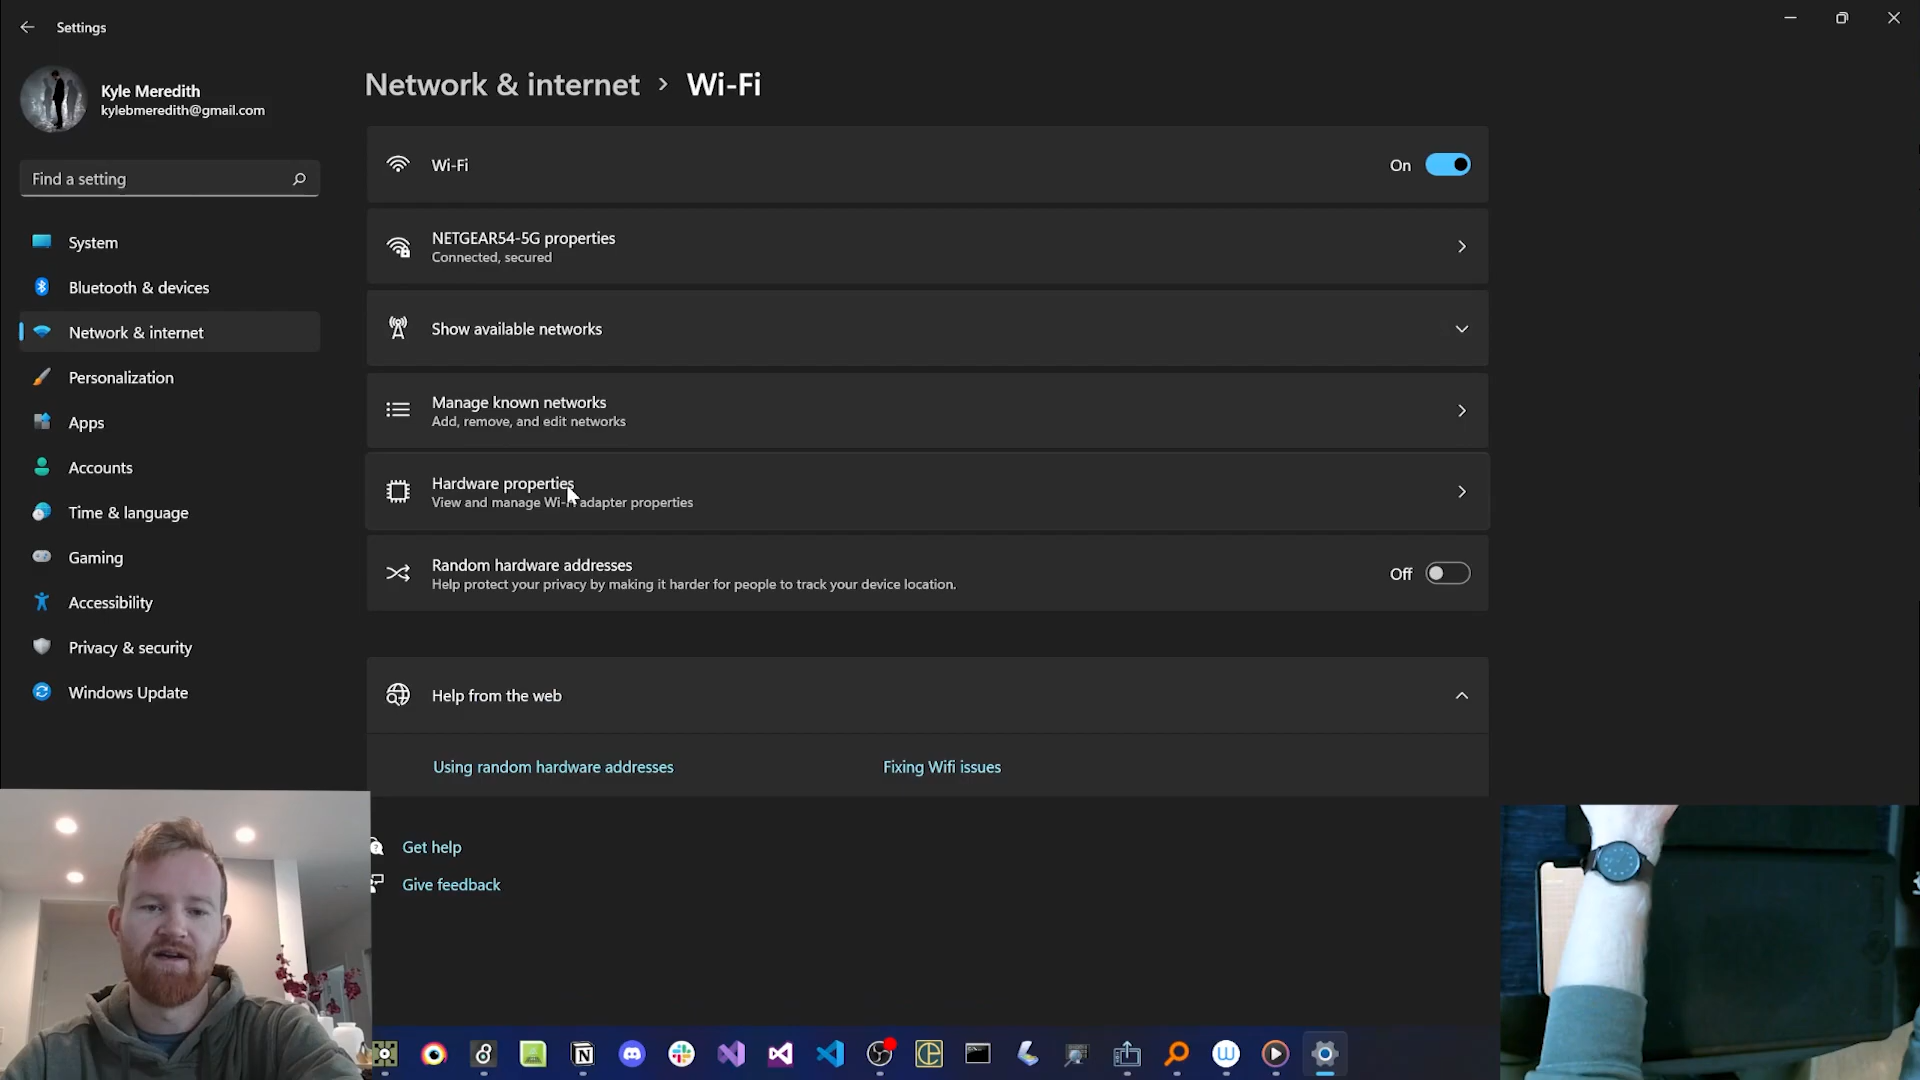 Settings
Kyle Meredith
kylebmeredith@gmail.com
Find a setting
System
Bluetooth & devices
Network & internet
Personalization
Apps
Accounts
Time & language
Gaming
Accessibility
Privacy & security
Windows Update
Network & internet > Wi-Fi
Wi-Fi
On
NETGEAR54-5G properties
Connected, secured
Show available networks
Manage known networks
Add, remove, and edit networks
Hardware properties
View and manage Wi-Fi adapter properties
Random hardware addresses
Help protect your privacy by making it harder for people to track your device location.
Off
Help from the web
Using random hardware addresses
Fixing Wifi issues
Get help
Give feedback